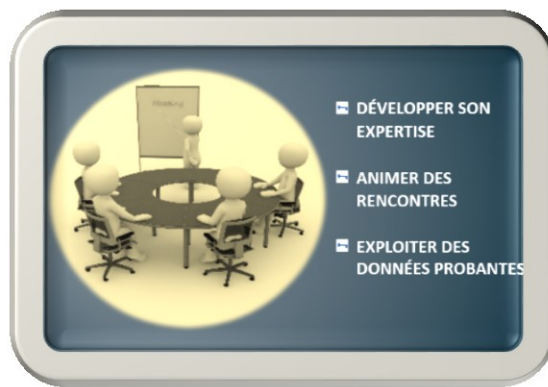 DÉVELOPPER SON
EXPERTISE
ANIMER DES
RENCONTRES
EXPLOITER DES
DONNÉES PROBANTES